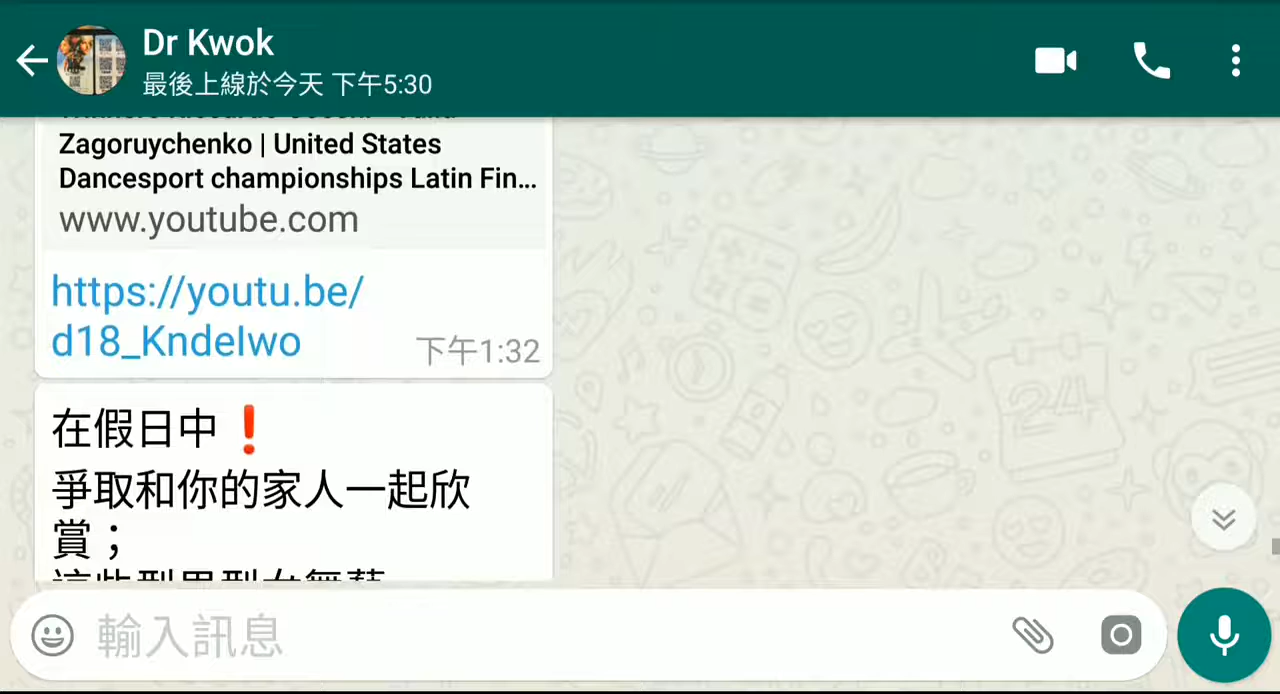 Dr Kwok
最後上線於今天 下午5:30
Zagoruychenko | United States
Dancesport championships Latin Fin...
www.youtube.com
https://youtu.be/
d18_KndeIwo
下午1:32
在假日中❗
爭取和你的家人一起欣
賞；
輸入訊息